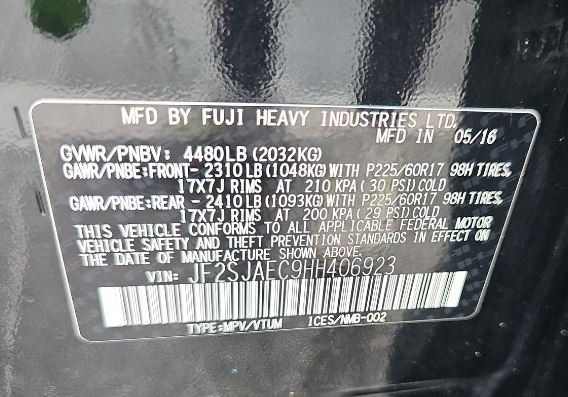 MFD BY FUJI HEAVY INDUSTRIES LTD.
MFD IN 05/16
GVWR/PNBV: 4480LB (2032KG)
GAWR/PNBE:FRONT- 2310LB (1048KG)WITH P225/60R17 98H TIRES,
17X7J RIMS AT 210 KPA (30 PSI)COLD
GAWR/PNBE:REAR - 2410LB (1093KG)WITH P225/60R17 98H TIRES,
17X7J RIMS AT 200 KPA (29 PSI)COLD
THIS VEHICLE CONFORMS TO ALL APPLICABLE FEDERAL MOTOR
VEHICLE SAFETY AND THEFT PREVENTION STANDARDS IN EFFECT ON
THE DATE OF MANUFACTURE SHOWN ABOVE.
VIN: JF2SJAEC9HH406923
TYPE:MPV/VTUM ICES/NMB-002